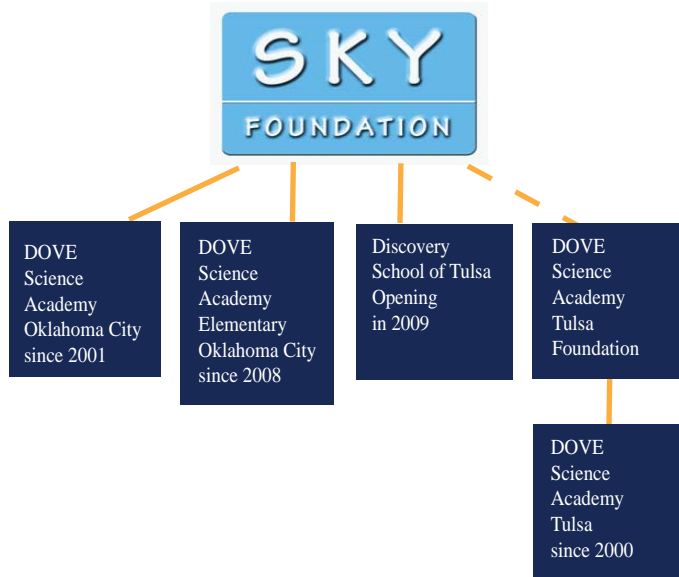 SKY
FOUNDATION
DOVE
Science
Academy
Oklahoma City
since 2001
DOVE
Science
Academy
Elementary
Oklahoma City
since 2008
Discovery
School of Tulsa
Opening
in 2009
DOVE
Science
Academy
Tulsa
Foundation
DOVE
Science
Academy
Tulsa
since 2000